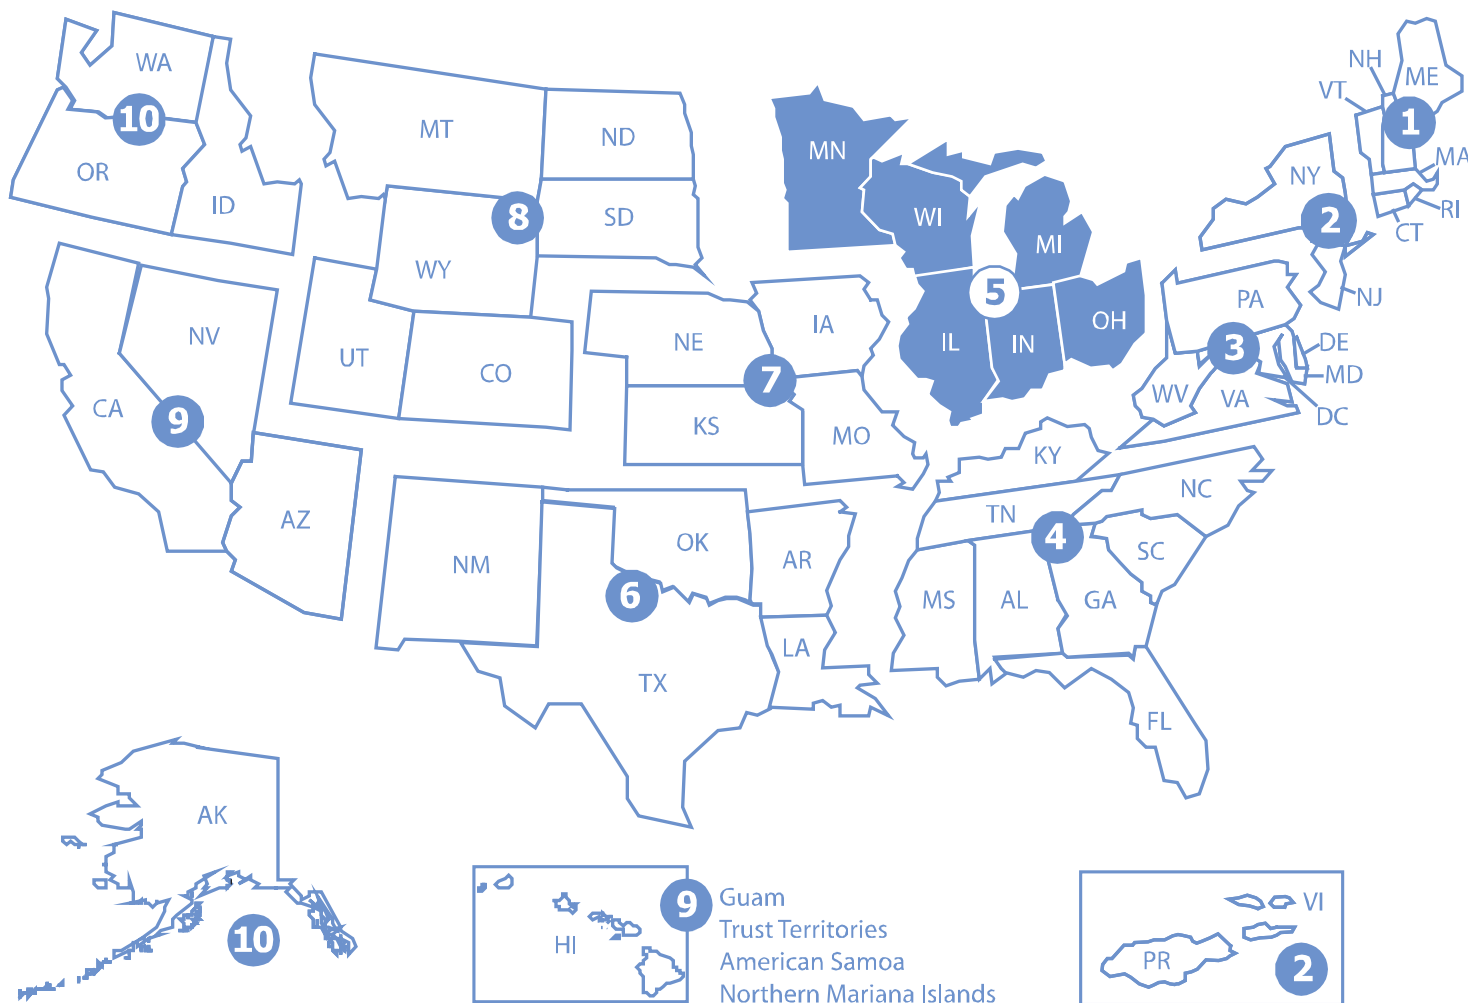 WA
10
OR
ID
MT
ND
8
SD
WY
MN
WI
MI
5
IL
IN
OH
NH
ME
VT
1
MA
NY
2
RI
CT
NJ
PA
3
DE
MD
WV
VA
DC
NV
UT
CO
CA
9
AZ
NE
IA
7
KS
MO
KY
NC
TN
4
SC
NM
OK
AR
6
MS
AL
GA
LA
TX
FL
AK
10
HI
9
Guam
Trust Territories
American Samoa
Northern Mariana Islands
VI
PR
2